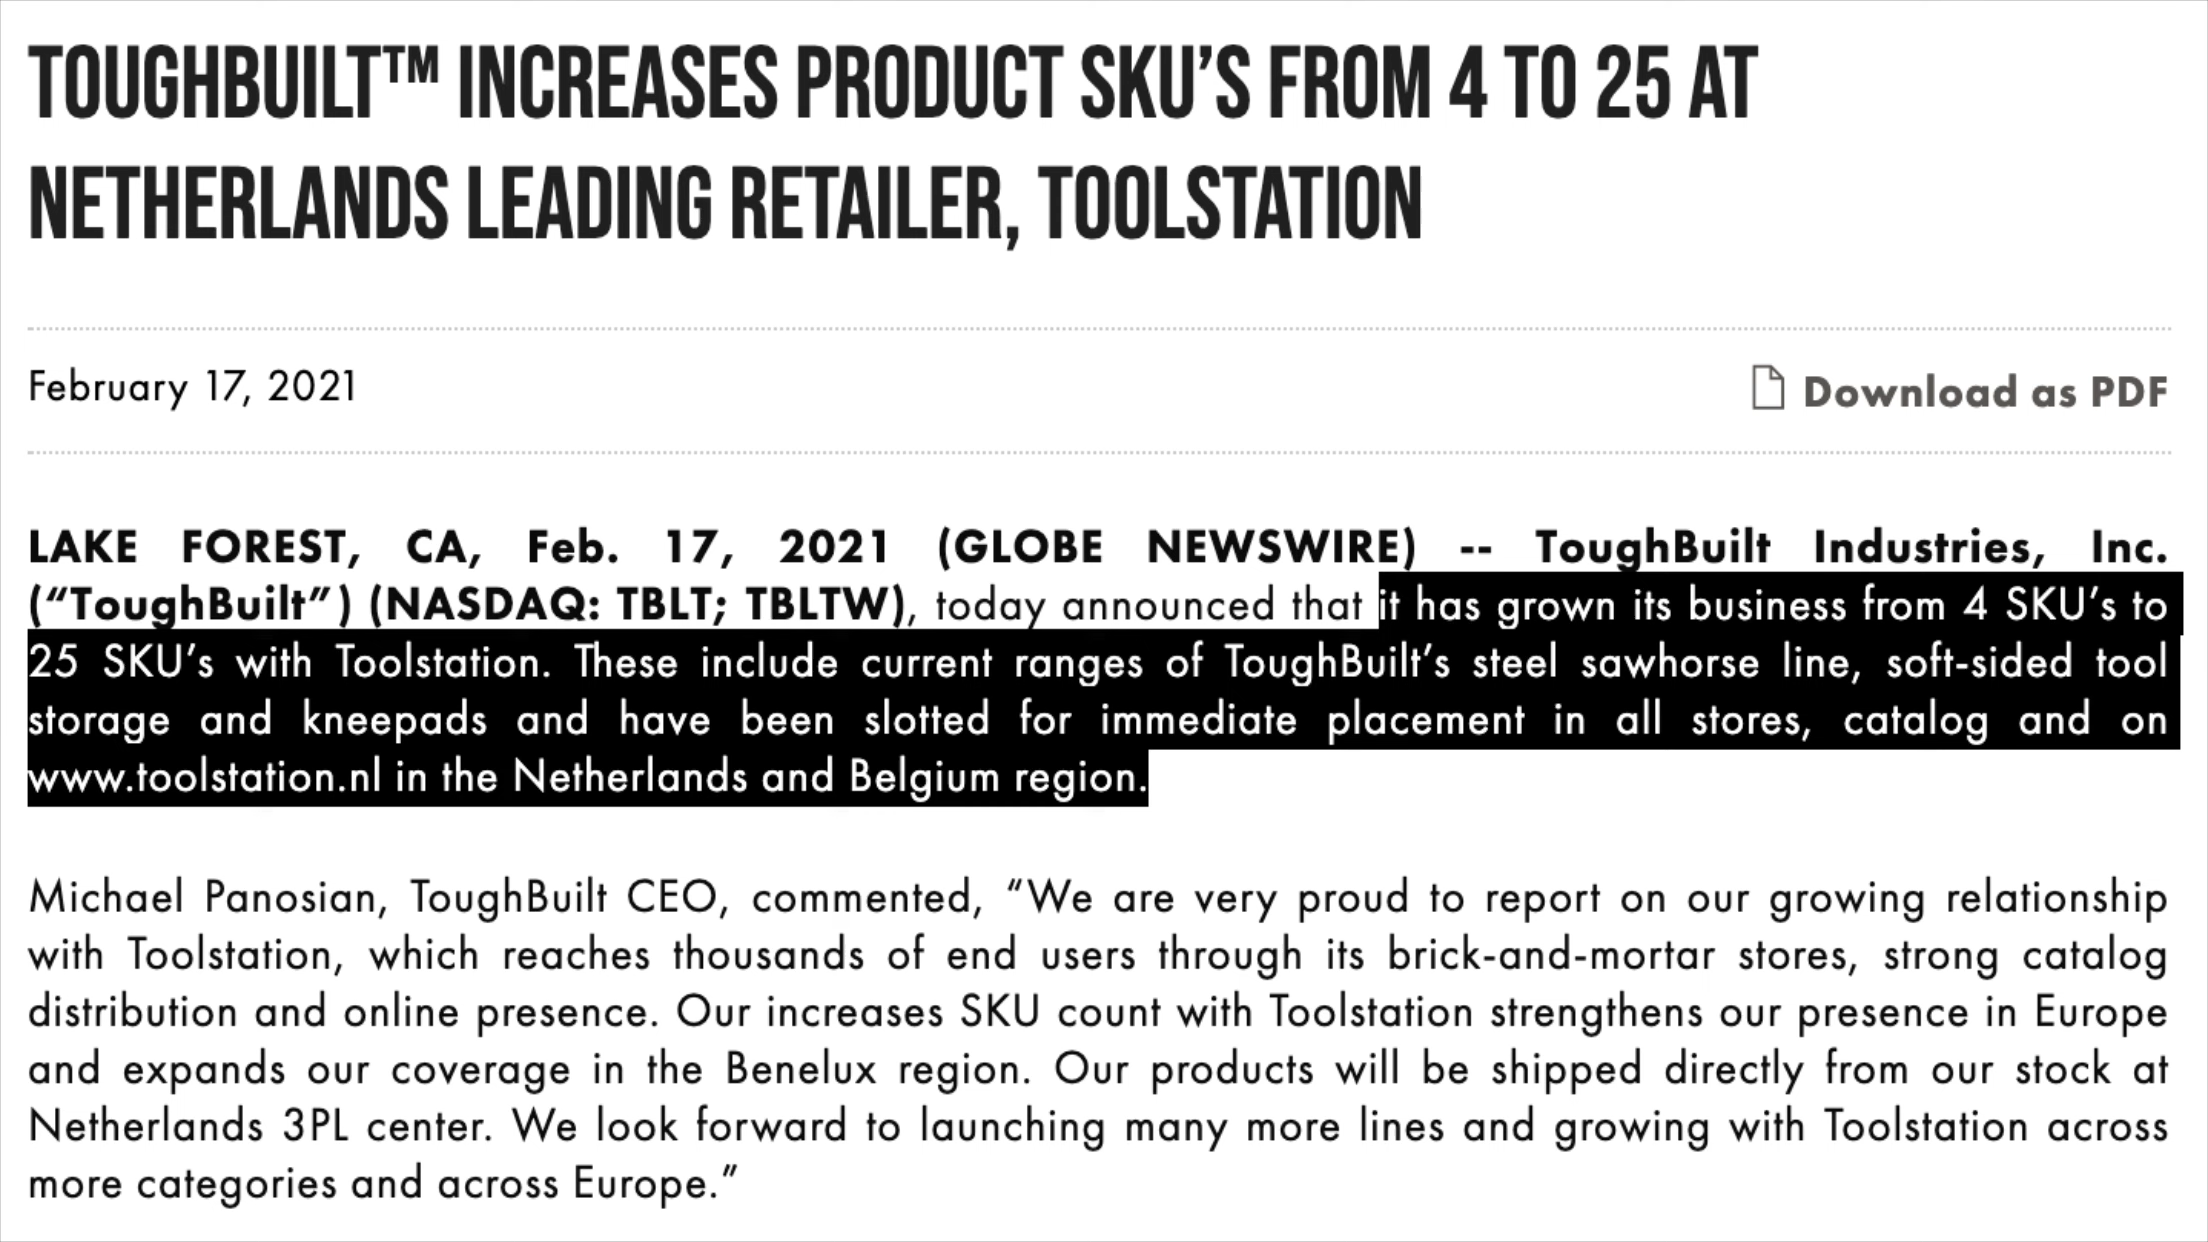 TOUGHBUILT™ INCREASES PRODUCT SKU’S FROM 4 TO 25 AT
NETHERLANDS LEADING RETAILER, TOOLSTATION
February 17, 2021
Download as PDF
LAKE FOREST, CA, Feb. 17, 2021 (GLOBE NEWSWIRE) -- ToughBuilt Industries, Inc.
(“ToughBuilt”) (NASDAQ: TBLT; TBLTW), today announced that it has grown its business from 4 SKU’s to
25 SKU’s with Toolstation. These include current ranges of ToughBuilt’s steel sawhorse line, soft-sided tool
storage and kneepads and have been slotted for immediate placement in all stores, catalog and on
www.toolstation.nl in the Netherlands and Belgium region.
Michael Panosian, ToughBuilt CEO, commented, “We are very proud to report on our growing relationship
with Toolstation, which reaches thousands of end users through its brick-and-mortar stores, strong catalog
distribution and online presence. Our increases SKU count with Toolstation strengthens our presence in Europe
and expands our coverage in the Benelux region. Our products will be shipped directly from our stock at
Netherlands 3PL center. We look forward to launching many more lines and growing with Toolstation across
more categories and across Europe.”